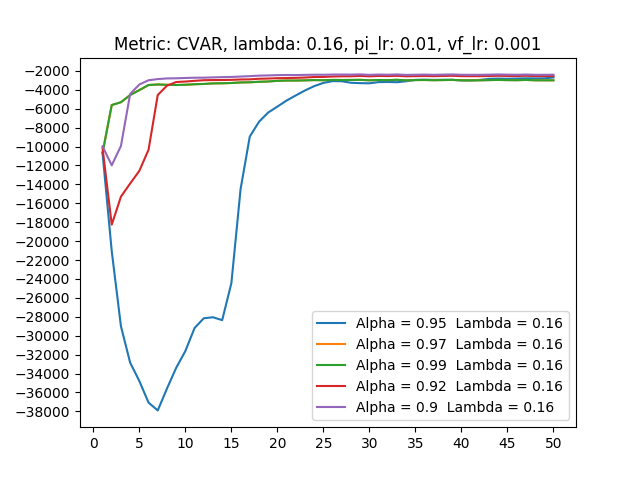 Metric: CVAR, lambda: 0.16, pi_lr: 0.01, vf_lr: 0.001
−2000
−4000
−6000
−8000
−10000
−12000
−14000
−16000
−18000
−20000
−22000
−24000
−26000
−28000
−30000
−32000
−34000
−36000
−38000
Alpha = 0.95 Lambda = 0.16
Alpha = 0.97 Lambda = 0.16
Alpha = 0.99 Lambda = 0.16
Alpha = 0.92 Lambda = 0.16
Alpha = 0.9 Lambda = 0.16
0 5 10 15 20 25 30 35 40 45 50